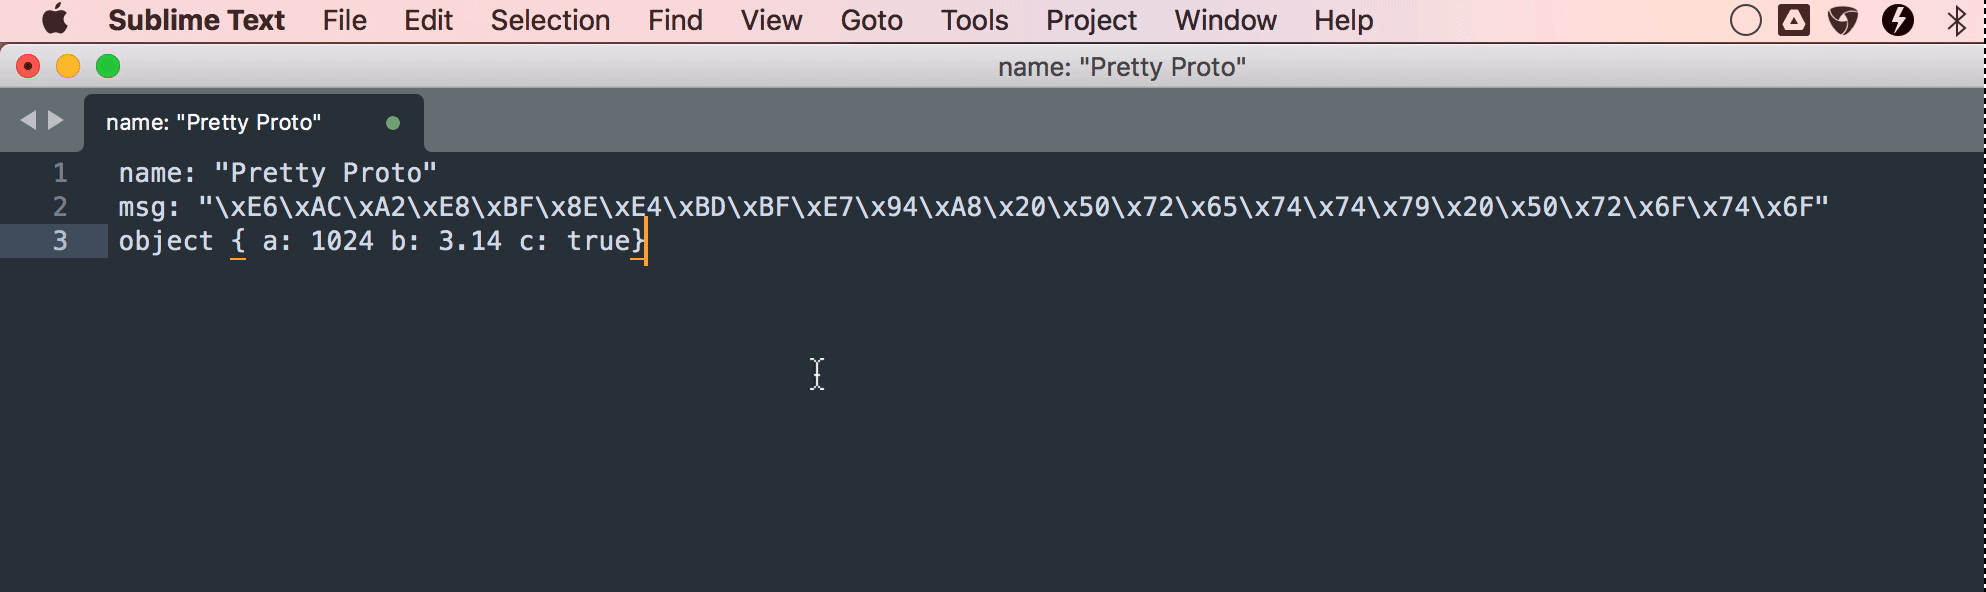 Sublime Text File Edit Selection Find View Goto Tools Project Window Help
name: "Pretty Proto"
name: "Pretty Proto"
1 name: "Pretty Proto"
2 msg: "\xE6\xAC\xA2\xE8\xBF\x8E\xE4\xBD\xBF\xE7\x94\xA8\x20\x50\x72\x65\x74\x74\x79\x20\x50\x72\x6F\x74\x6F"
3 object { a: 1024 b: 3.14 c: true}